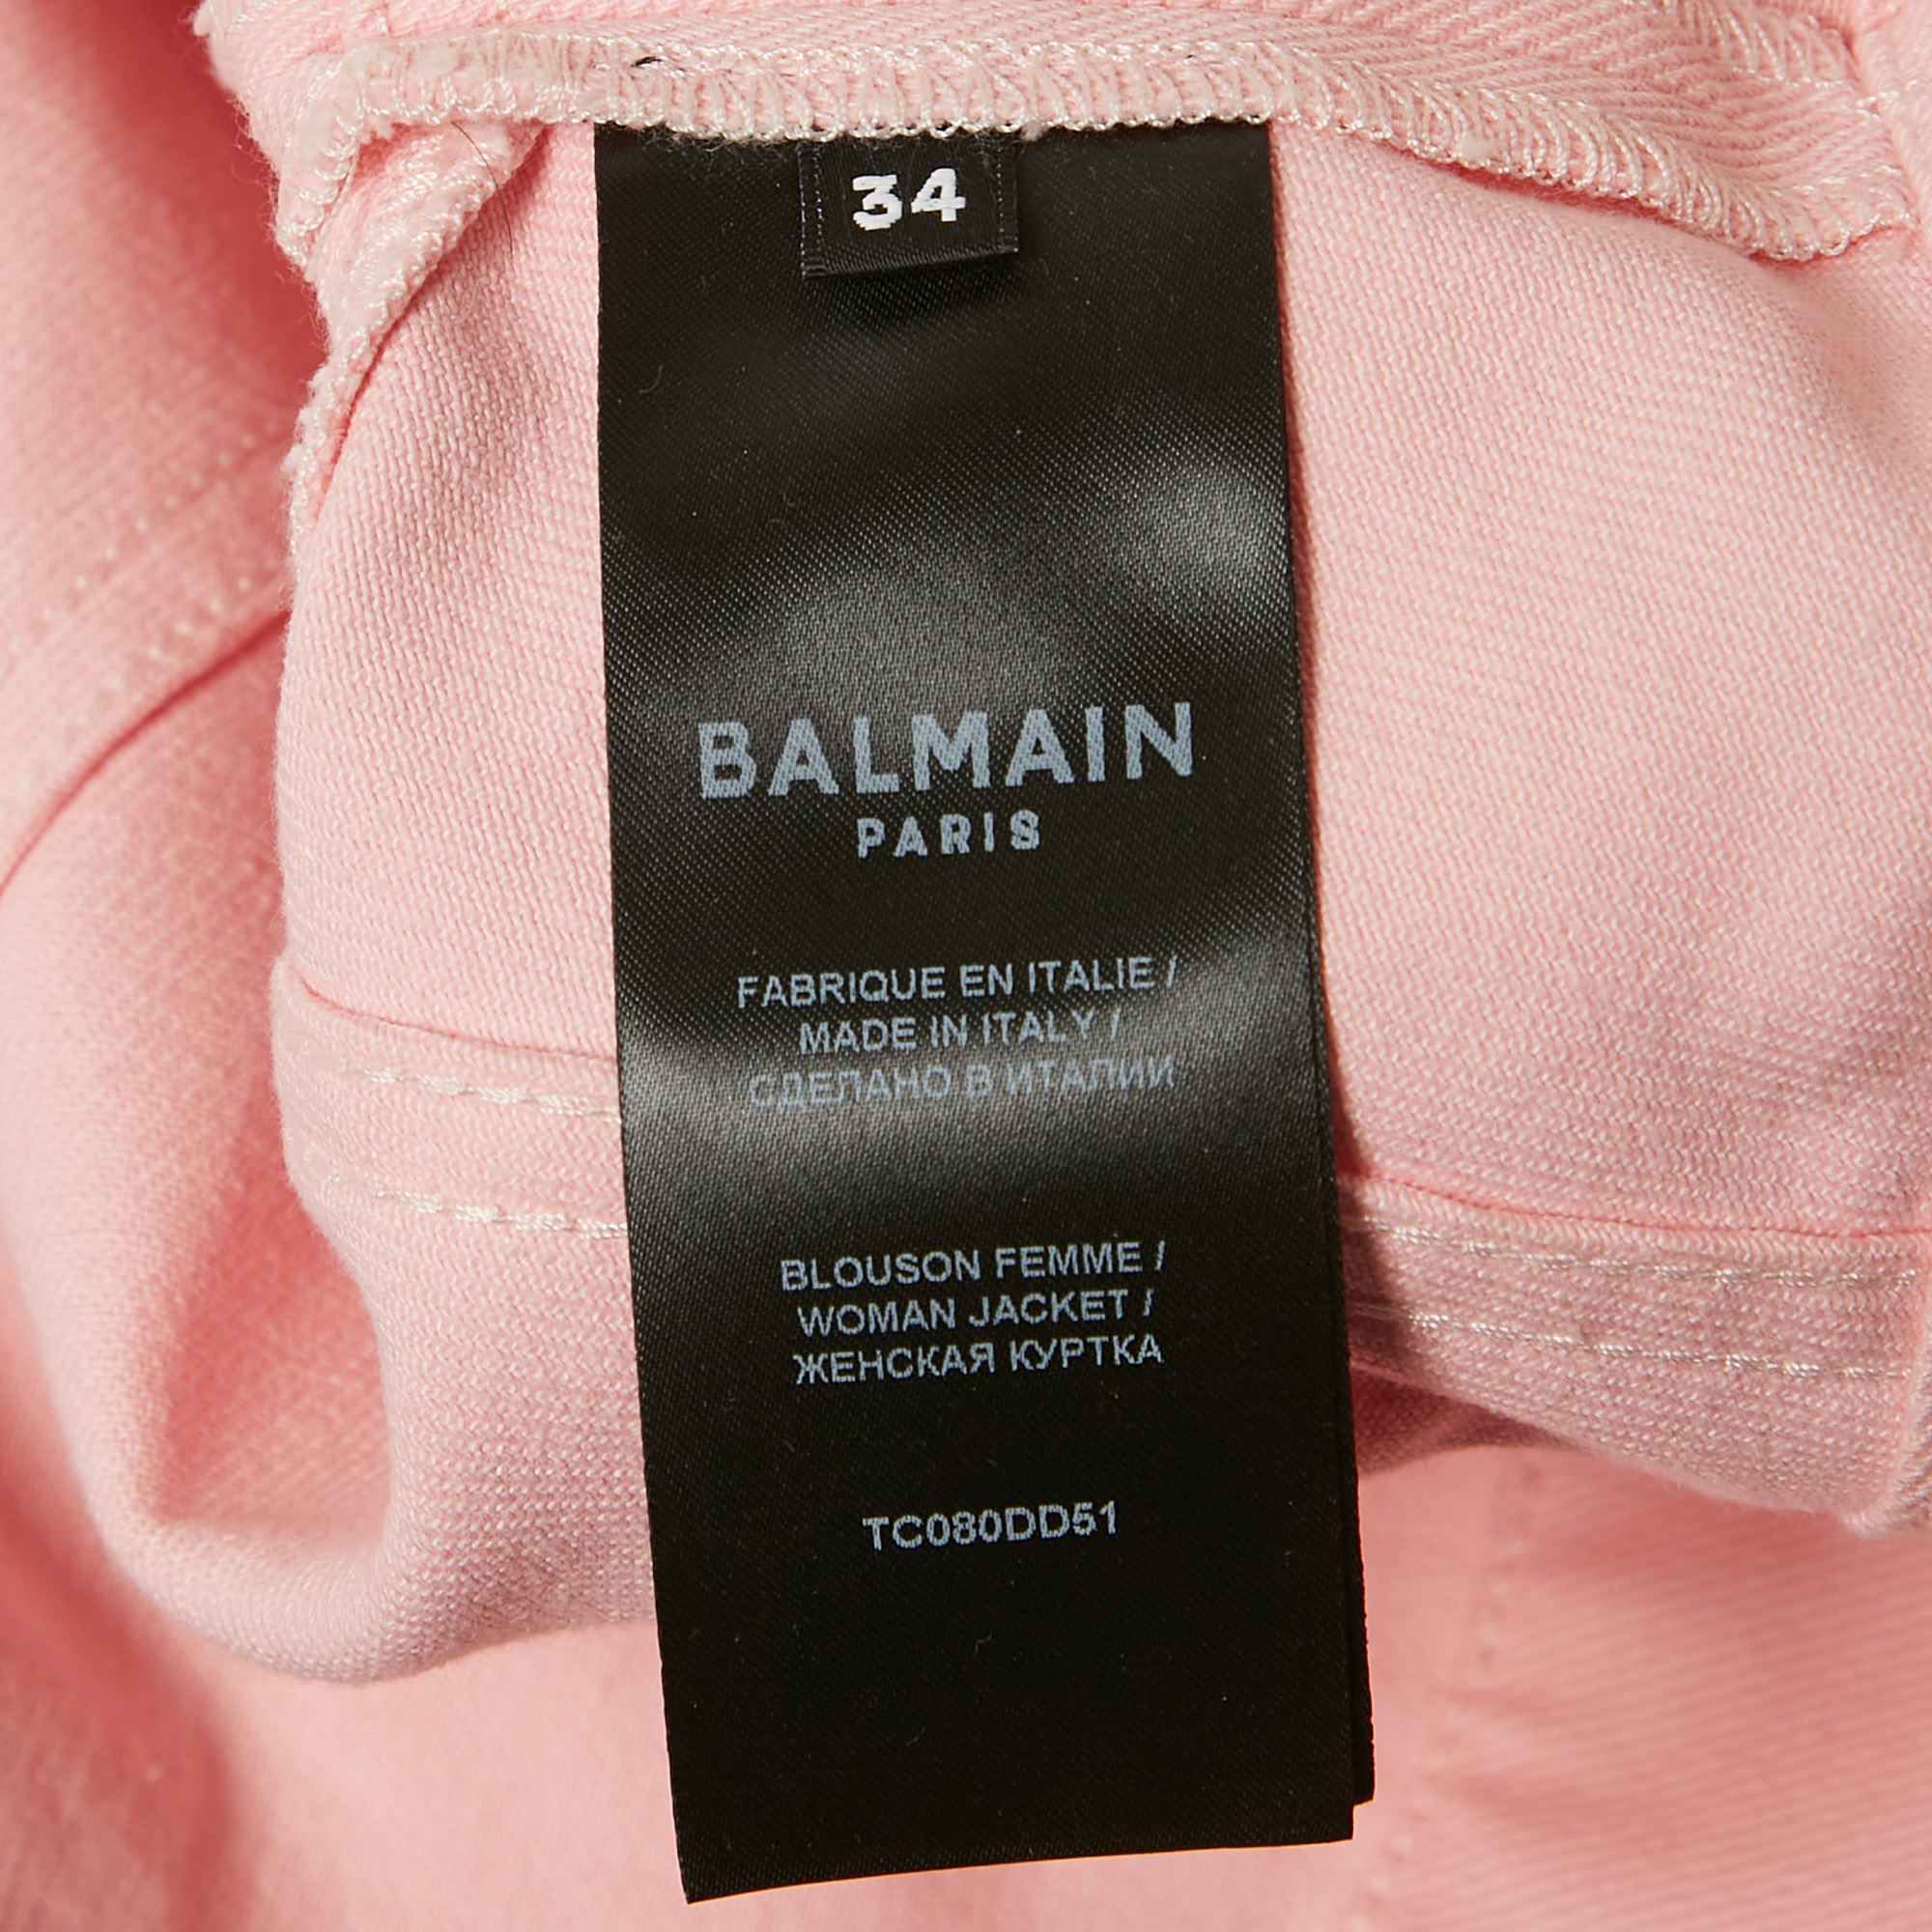 34
BALMAIN
PARIS
FABRIQUE EN ITALIE /
MADE IN ITALY /
СДЕЛАНО В ИТАЛИИ
BLOUSON FEMME /
WOMAN JACKET /
ЖЕНСКАЯ КУРТКА
TC080DD51